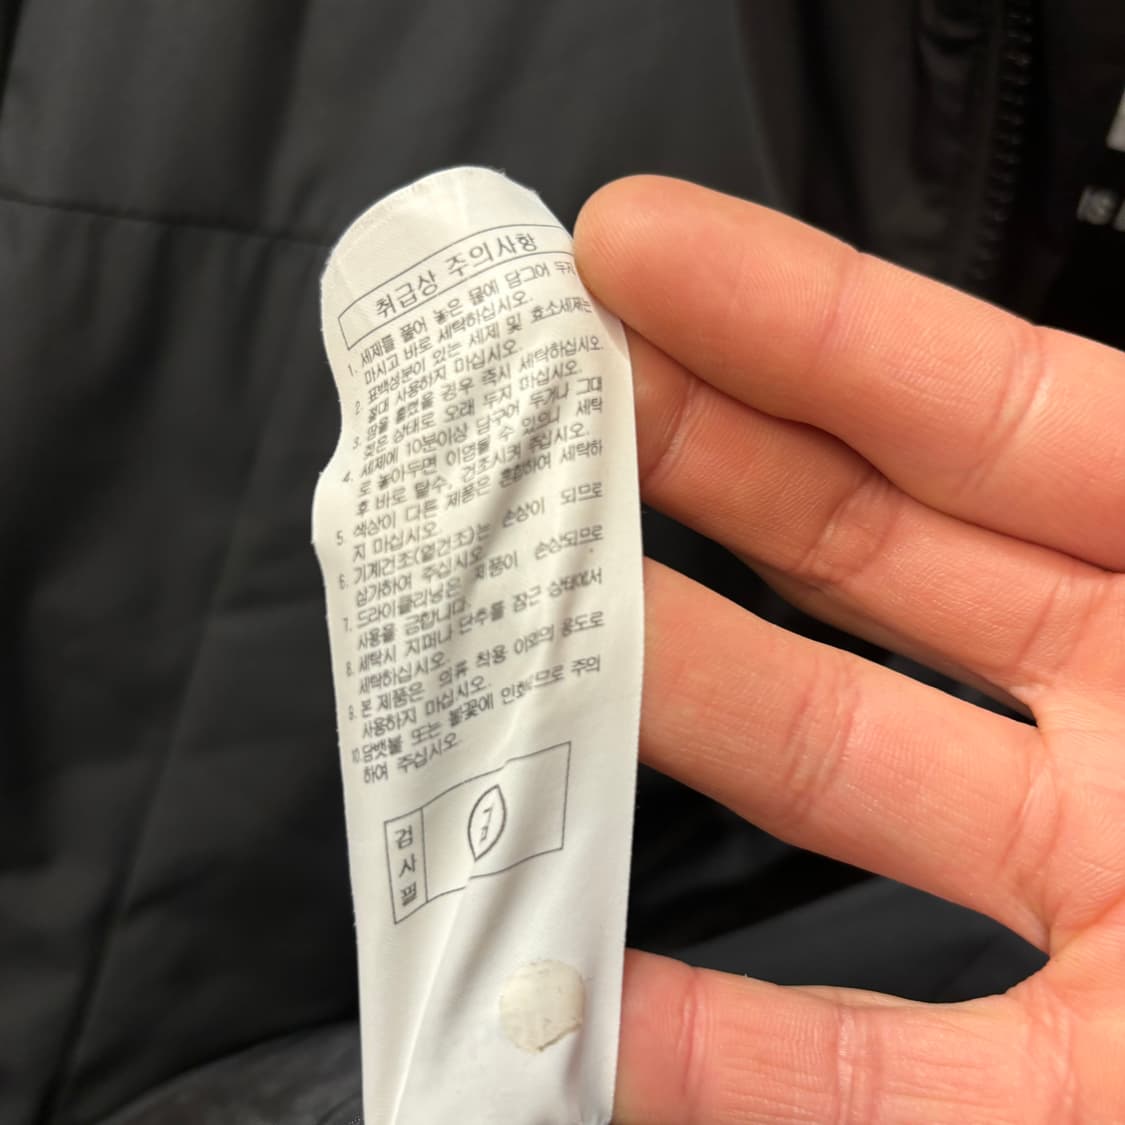 취급상 주의사항
1. 세제를 풀어 놓은 물에 담그어 두지
마시고 바로 세탁하십시오.
2. 표백성분이 있는 세제 및 효소세제는
절대 사용하지 마십시오.
3. 땀을 흘렸을 경우 즉시 세탁하십시오.
젖은 상태로 오래 두지 마십시오.
4. 세제에 10분이상 담구어 두거나 그대
로 놓아두면 이염될 수 있으니 세탁
후 바로 탈수, 건조시켜 주십시오.
5. 색상이 다른 제품은 혼합하여 세탁하
지 마십시오.
6. 기계건조(열건조)는 손상이 되므로
삼가하여 주십시오.
7. 드라이클리닝은 제품이 손상되므로
사용을 금합니다.
8. 세탁시 지퍼나 단추를 잠근 상태에서
세탁하십시오.
9. 본 제품은 의류 착용 이외의 용도로
사용하지 마십시오.
10. 담뱃불 또는 불꽃에 인화되므로 주의
하여 주십시오.
검사필
IS